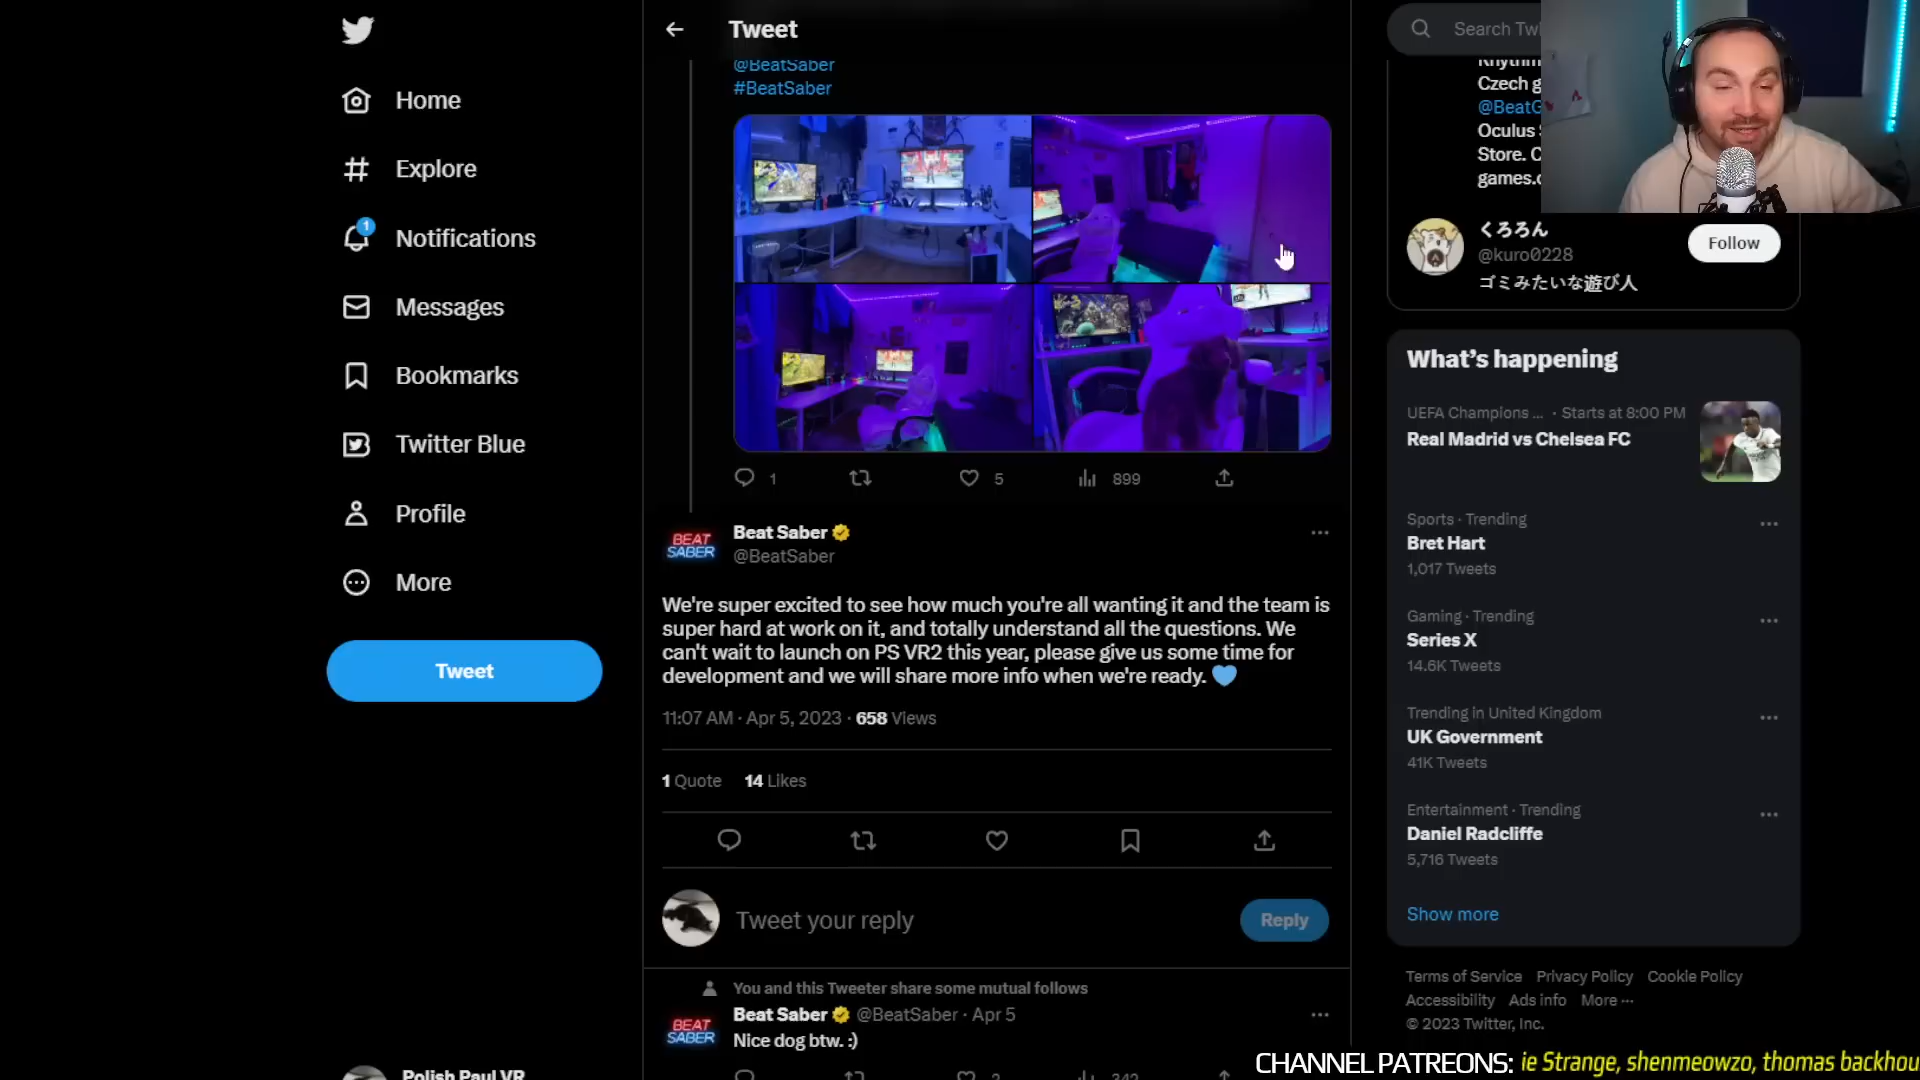 Home
Explore
1
Notifications
Messages
Bookmarks
Twitter Blue
Profile
More
Tweet
Polish Paul VR
Tweet
@BeatSaber
#BeatSaber
1
5
899
BEAT SABER
Beat Saber
@BeatSaber
We're super excited to see how much you're all wanting it and the team is
super hard at work on it, and totally understand all the questions. We
can't wait to launch on PS VR2 this year, please give us some time for
development and we will share more info when we're ready. 💙
11:07 AM · Apr 5, 2023 · 658 Views
1 Quote 14 Likes
Tweet your reply
Reply
You and this Tweeter share some mutual follows
BEAT SABER
Beat Saber @BeatSaber · Apr 5
Nice dog btw. :)
2
342
Search
Czech
Oculus
Store.
くろろん
@kuro0228
ゴミみたいな遊び人
Follow
What's happening
UEFA Champions ... · Starts at 8:00 PM
Real Madrid vs Chelsea FC
Sports · Trending
Bret Hart
1,017 Tweets
Gaming · Trending
Series X
14.6K Tweets
Trending in United Kingdom
UK Government
41K Tweets
Entertainment · Trending
Daniel Radcliffe
5,716 Tweets
Show more
Terms of Service Privacy Policy Cookie Policy
Accessibility Ads info More ...
© 2023 Twitter, Inc.
CHANNEL PATREONS: ie Strange, shenmeowzo, thomas backhou